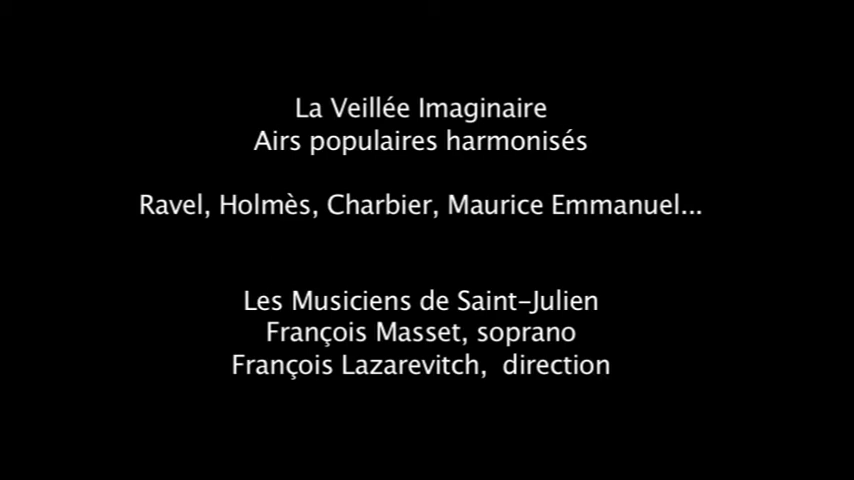 La Veillée Imaginaire
Airs populaires harmonisés
Ravel, Holmès, Charbier, Maurice Emmanuel...
Les Musiciens de Saint-Julien
François Masset, soprano
François Lazarevitch, direction